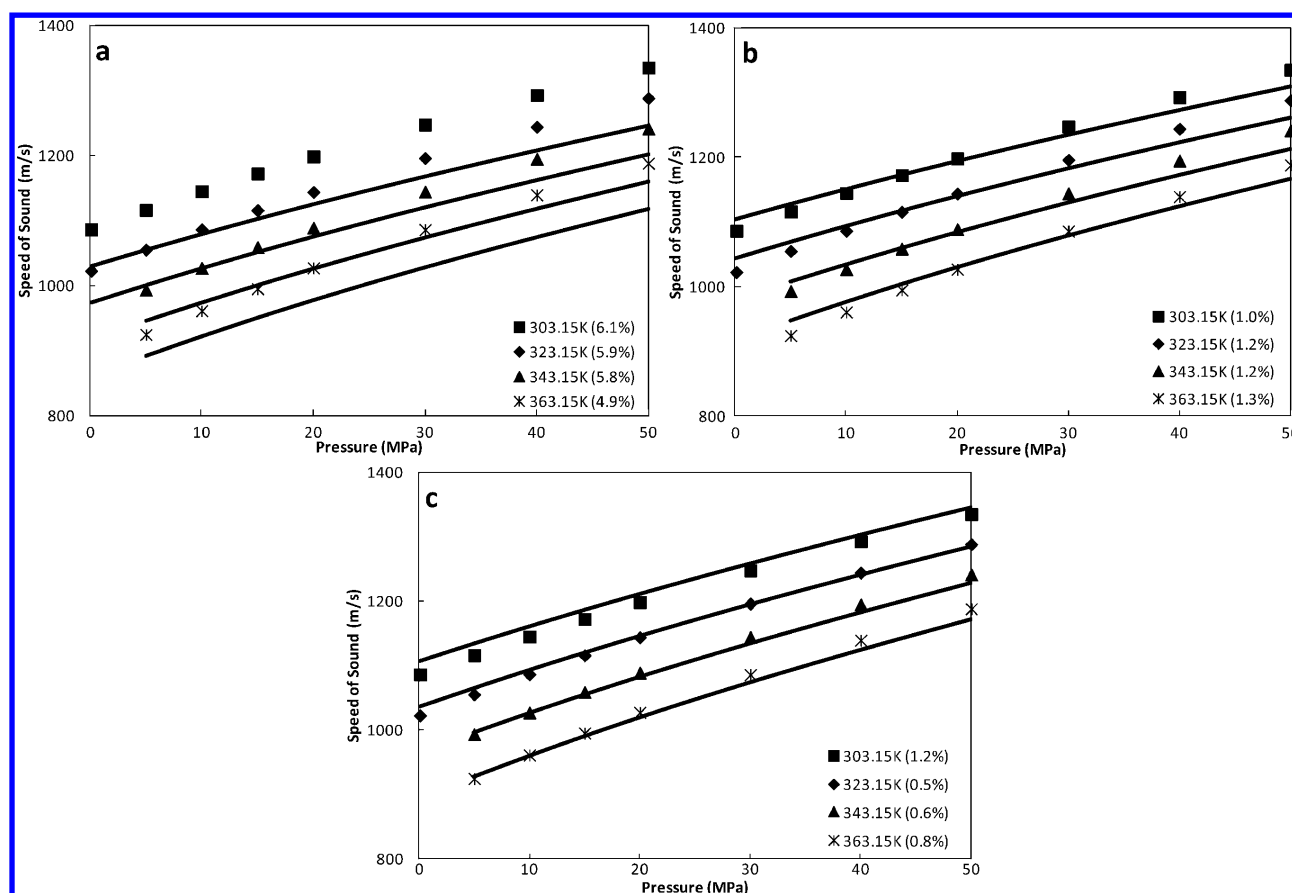 a
1400
1200
1000
800
Speed of Sound (m/s)
0 10 20 30 40 50
Pressure (MPa)
303.15K (6.1%)
323.15K (5.9%)
343.15K (5.8%)
363.15K (4.9%)
b
1400
1200
1000
800
Speed of Sound (m/s)
0 10 20 30 40 50
Pressure (MPa)
303.15K (1.0%)
323.15K (1.2%)
343.15K (1.2%)
363.15K (1.3%)
c
1400
1200
1000
800
Speed of Sound (m/s)
0 10 20 30 40 50
Pressure (MPa)
303.15K (1.2%)
323.15K (0.5%)
343.15K (0.6%)
363.15K (0.8%)